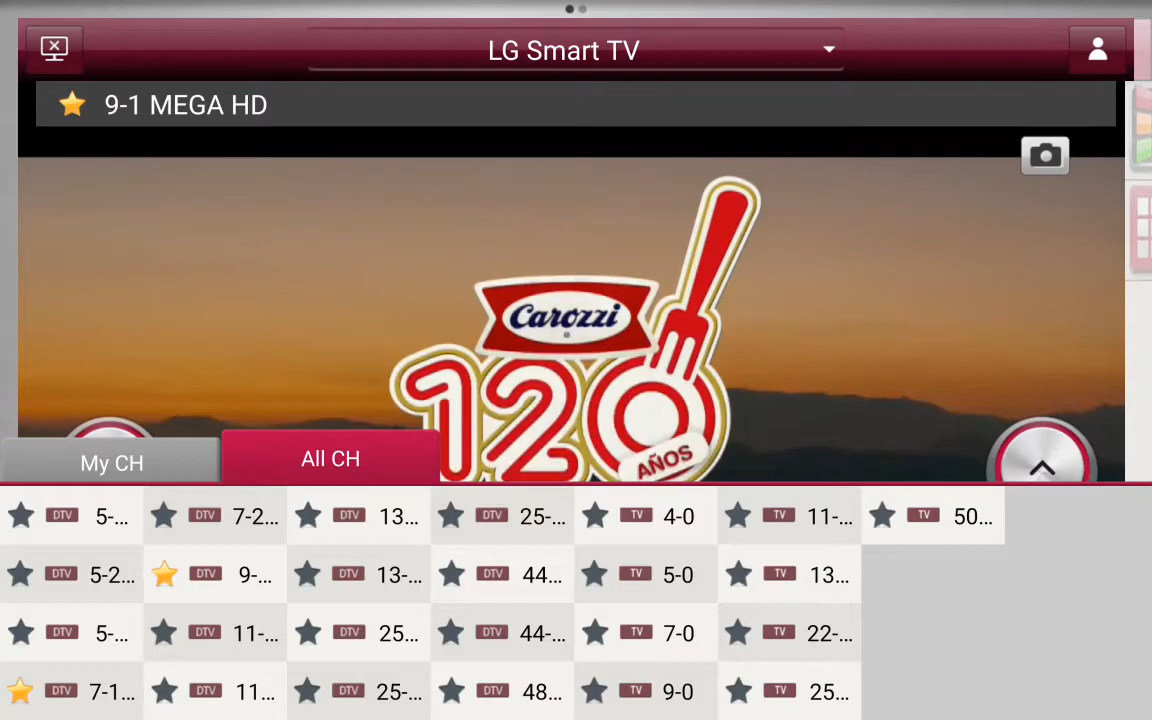 LG Smart TV
9-1 MEGA HD
Carozzi
120
AÑOS
My CH
All CH
DTV 5-... DTV 7-2... DTV 13... DTV 25-... TV 4-0 TV 11-... TV 50...
DTV 5-2... DTV 9-... DTV 13-... DTV 44... TV 5-0 TV 13...
DTV 5-... DTV 11-... DTV 25... DTV 44-... TV 7-0 TV 22-...
DTV 7-1... DTV 11... DTV 25-... DTV 48... TV 9-0 TV 25...